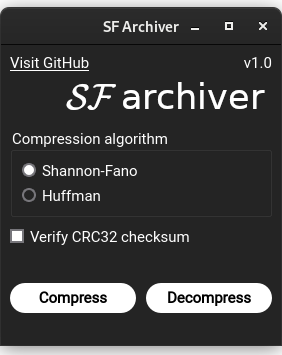 SF Archiver
Visit GitHub v1.0
𝓢𝓕 archiver
Compression algorithm
Shannon-Fano
Huffman
Verify CRC32 checksum
Compress Decompress